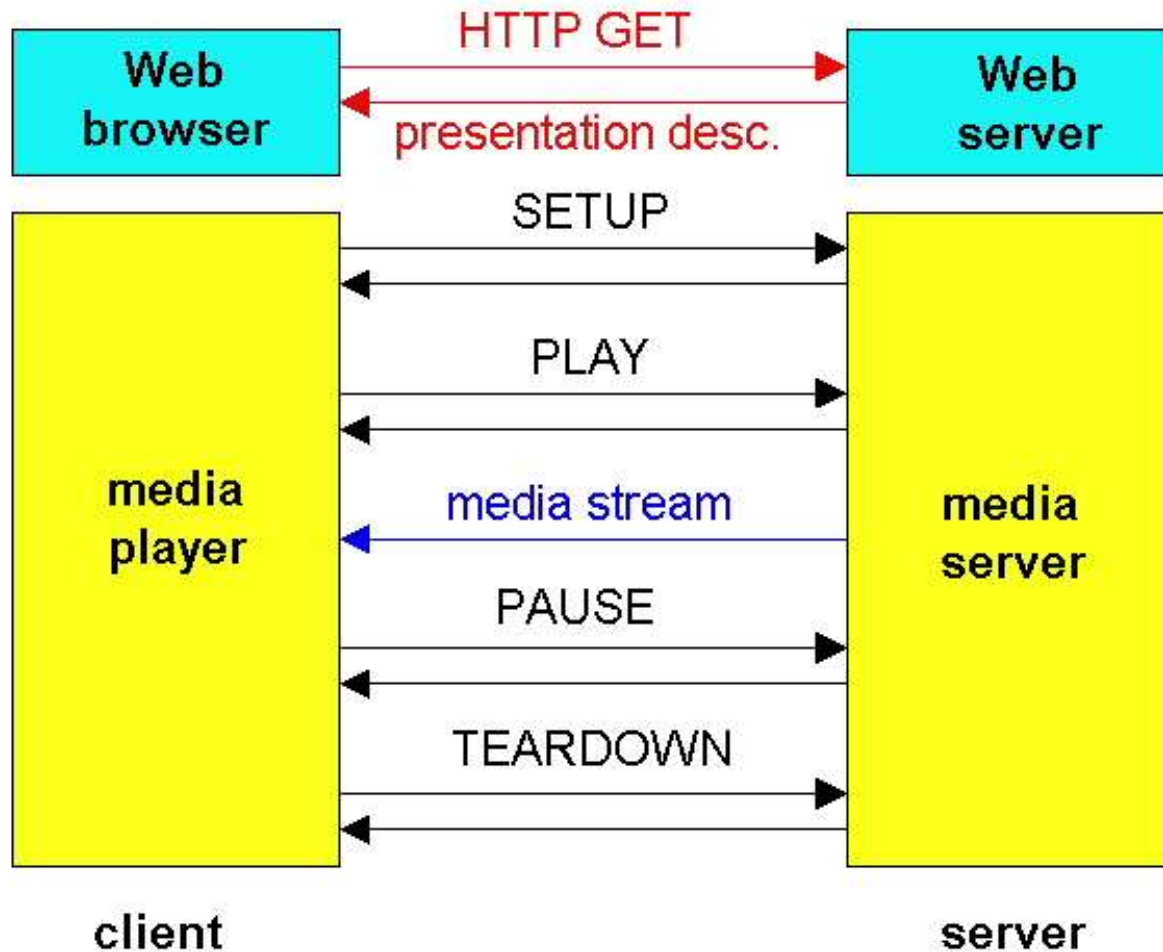 HTTP GET
Web
browser
presentation desc.
Web
server
SETUP
PLAY
media
player
media stream
media
server
PAUSE
TEARDOWN
client
server